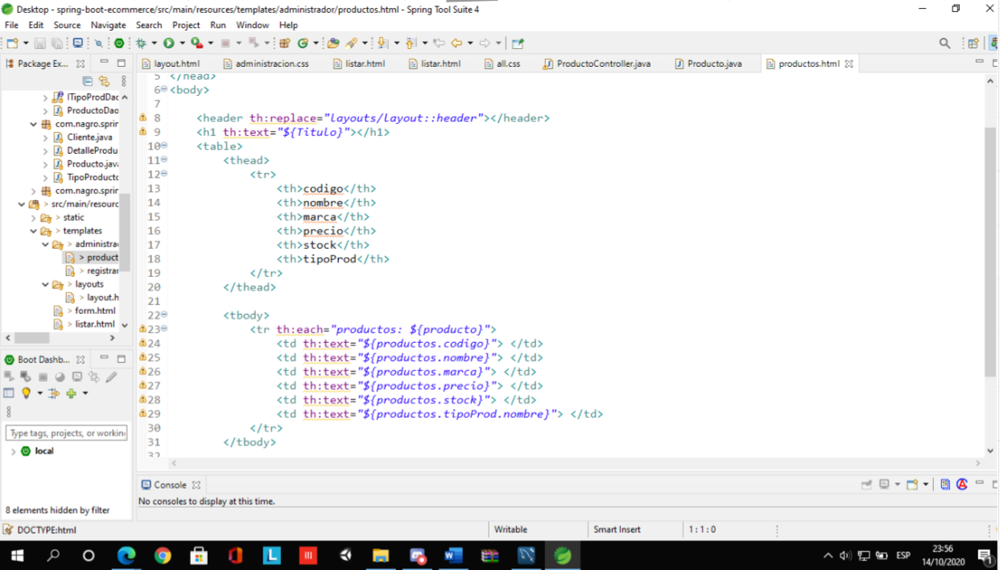 Desktop - spring-boot-ecommerce/src/main/resources/templates/administrador/productos.html - Spring Tool Suite 4
File Edit Source Navigate Search Project Run Window Help
Package Ex...
layout.html administracion.css listar.html listar.html all.css ProductoController.java Producto.java productos.html
ITipoProdDac
ProductoDao
com.nagro.sprir
Cliente.java
DetalleProdu
Producto.java
TipoProducto
com.nagro.sprir
> src/main/resourc
> static
> templates
> administra
> product
> registrar
> layouts
> layout.h
> form.html
> listar.html
5 </head>
6 <body>
7
8 <header th:replace="layouts/layout::header"></header>
9 <h1 th:text="${Titulo}"></h1>
10 <table>
11 <thead>
12 <tr>
13 <th>codigo</th>
14 <th>nombre</th>
15 <th>marca</th>
16 <th>precio</th>
17 <th>stock</th>
18 <th>tipoProd</th>
19 </tr>
20 </thead>
21
22 <tbody>
23 <tr th:each="productos: ${producto}">
24 <td th:text="${productos.codigo}"> </td>
25 <td th:text="${productos.nombre}"> </td>
26 <td th:text="${productos.marca}"> </td>
27 <td th:text="${productos.precio}"> </td>
28 <td th:text="${productos.stock}"> </td>
29 <td th:text="${productos.tipoProd.nombre}"> </td>
30 </tr>
31 </tbody>
32
Boot Dashb...
Type tags, projects, or workin
local
8 elements hidden by filter
Console
No consoles to display at this time.
DOCTYPE:html
Writable Smart Insert 1:1:0
ESP
23:56
14/10/2020